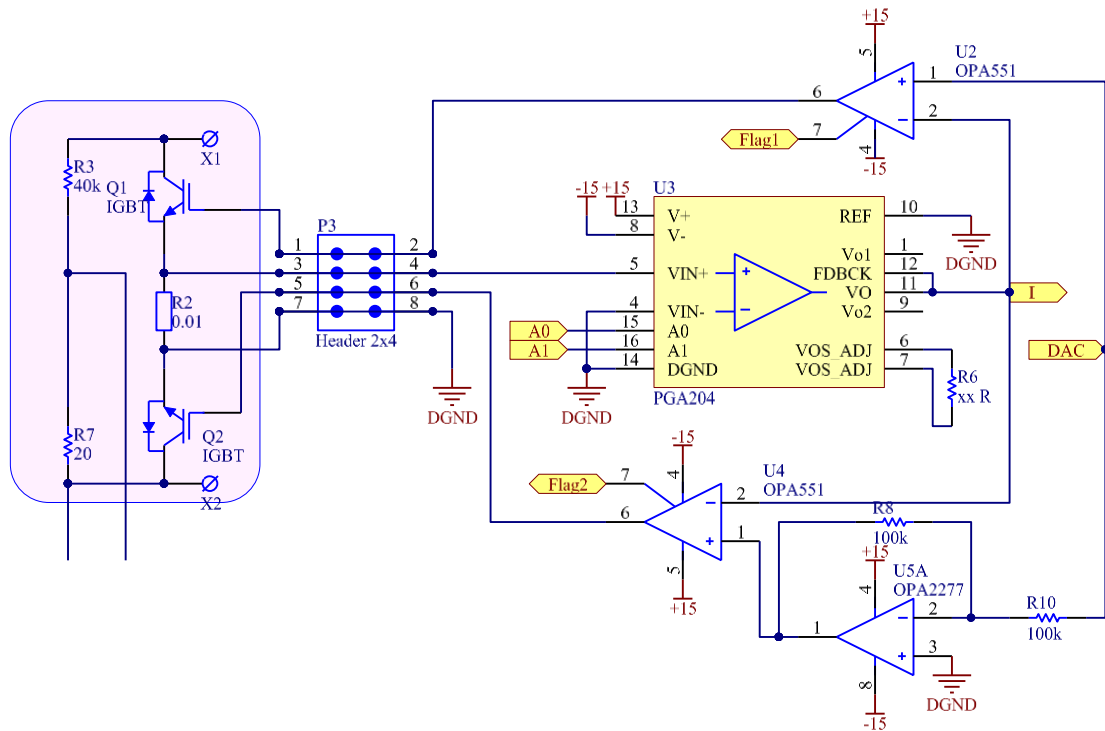 +15
5
U2
OPA551
+
1
6
−
2
Flag1
7
4
-15
X1
R3
40k
Q1
IGBT
-15
+15
U3
13
V+
REF
10
8
V-
DGND
P3
1
2
Vo1
1
3
4
5
VIN+
+
FDBCK
12
5
6
VO
11
I
R2
0.01
7
8
4
VIN-
−
Vo2
9
A0
15
A0
Header 2x4
A1
16
A1
VOS_ADJ
6
DAC
14
DGND
VOS_ADJ
7
R6
xx R
DGND
DGND
PGA204
R7
20
Q2
IGBT
X2
-15
4
U4
OPA551
Flag2
7
−
2
6
+
1
5
+15
R8
100k
+15
4
U5A
OPA2277
−
2
R10
100k
1
+
3
8
DGND
-15